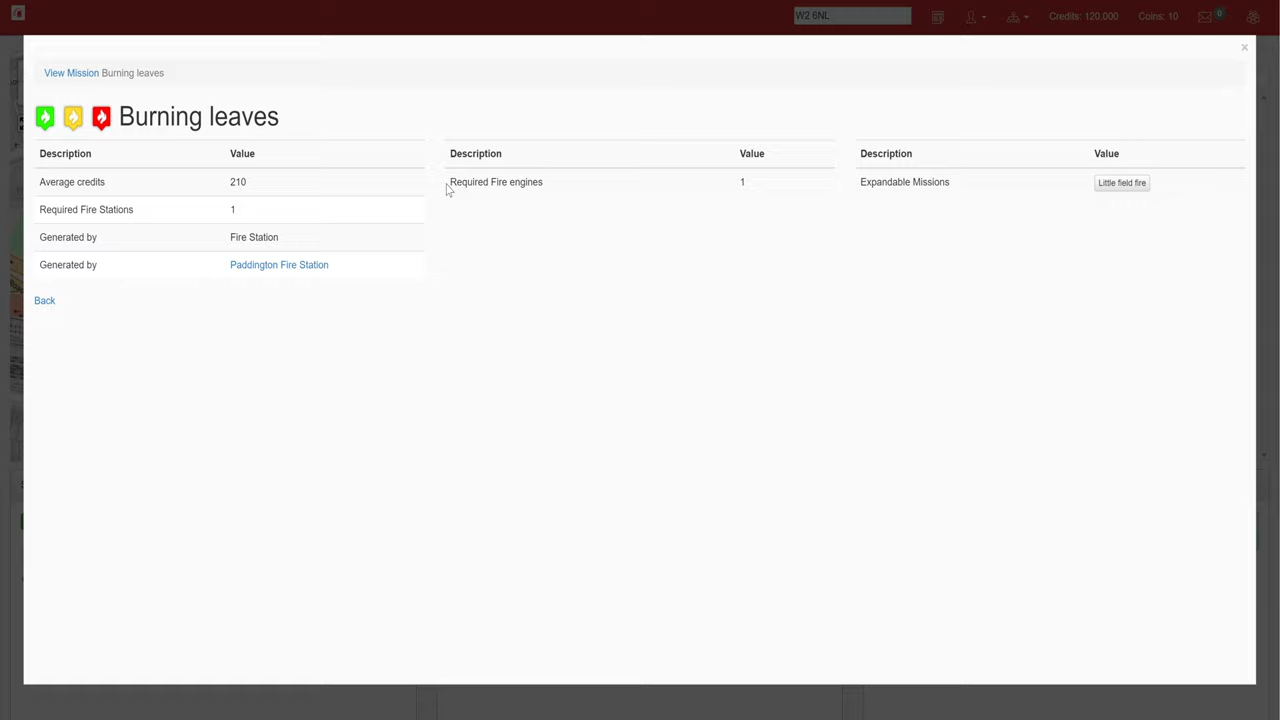 W2 6NL
Credits: 120,000
Coins: 10
0
×
View Mission Burning leaves
Burning leaves
Description Value
Average credits 210
Required Fire Stations 1
Generated by Fire Station
Generated by Paddington Fire Station
Description Value
Required Fire engines 1
Description Value
Expandable Missions Little field fire
Back